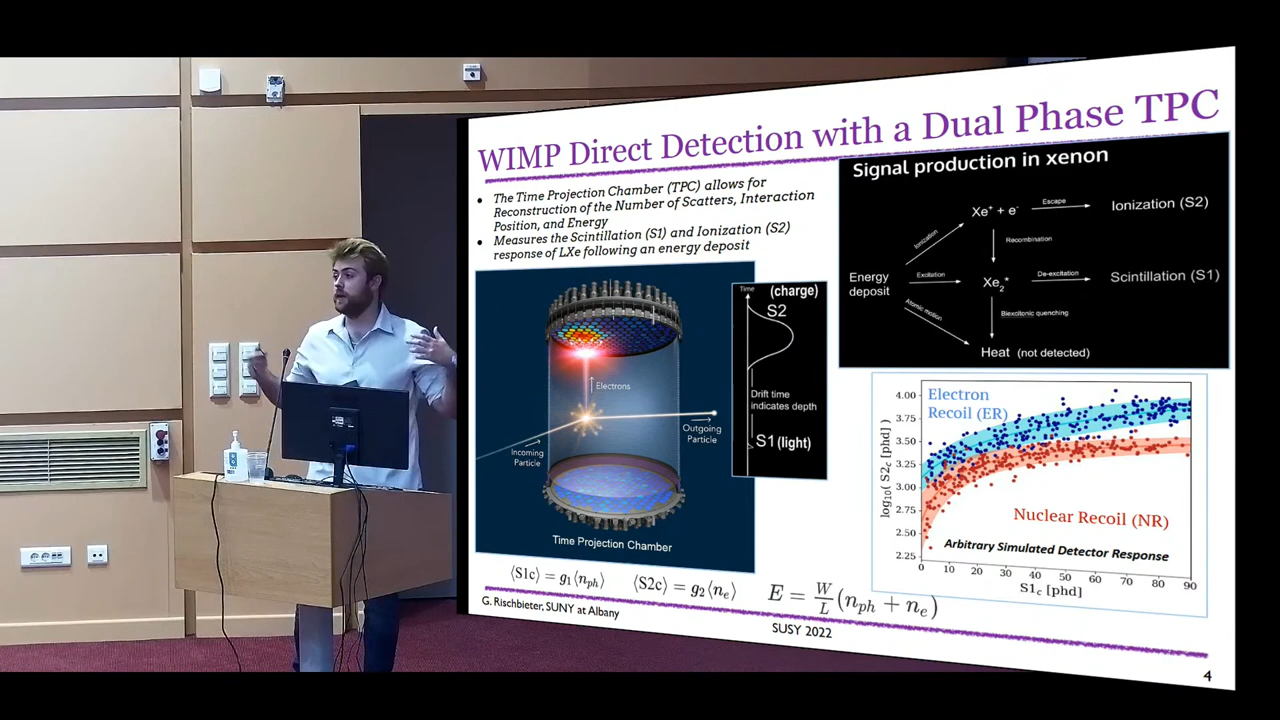 WIMP Direct Detection with a Dual Phase TPC
• The Time Projection Chamber (TPC) allows for
Reconstruction of the Number of Scatters, Interaction
Position, and Energy
• Measures the Scintillation (S1) and Ionization (S2)
response of LXe following an energy deposit
Electrons
Incoming
Particle
Outgoing
Particle
Time Projection Chamber
Time
(charge)
S2
Drift time
indicates depth
S1 (light)
Signal production in xenon
Energy
deposit
Ionization
Excitation
Atomic motion
Xe⁺ + e⁻
Escape
Ionization (S2)
Recombination
Xe₂*
De-excitation
Scintillation (S1)
Biexcitonic quenching
Heat (not detected)
Electron
Recoil (ER)
Nuclear Recoil (NR)
Arbitrary Simulated Detector Response
log₁₀( S2c [phd] )
4.00
3.75
3.50
3.25
3.00
2.75
2.50
2.25
0 10 20 30 40 50 60 70 80 90
S1c [phd]
⟨S1c⟩ = g₁⟨nph⟩ ⟨S2c⟩ = g₂⟨ne⟩ E = W/L (nph + ne)
G. Rischbieter, SUNY at Albany
SUSY 2022
4